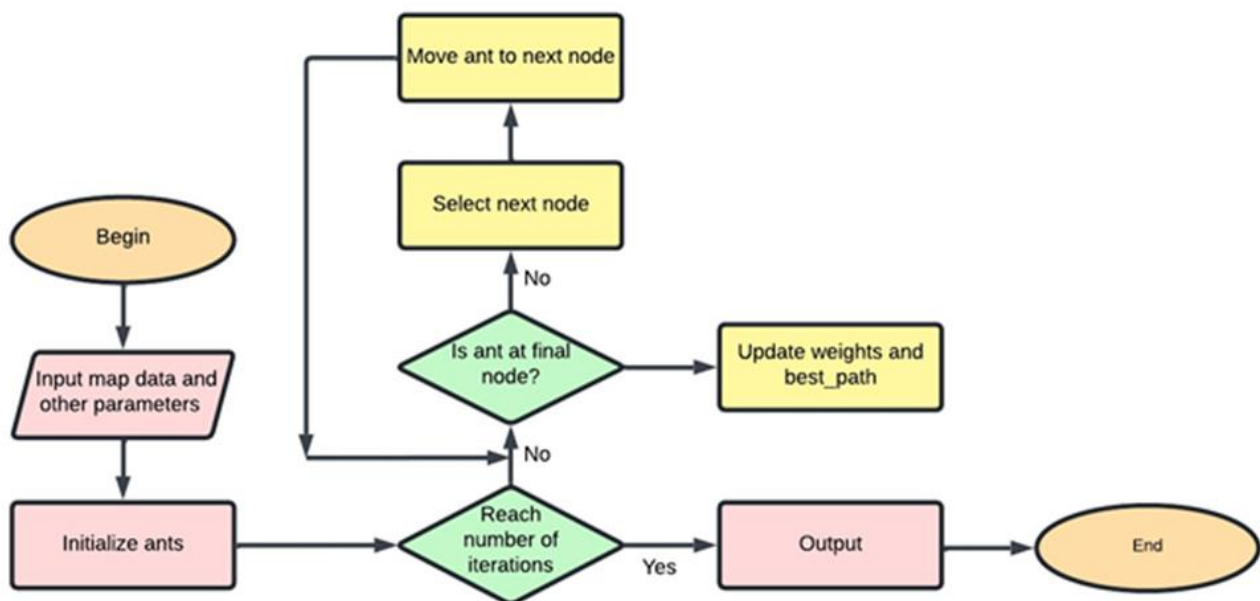 Move ant to next node
Select next node
Begin
No
Is ant at final
node?
Update weights and
best_path
Input map data and
other parameters
No
Initialize ants
Reach
number of
iterations
Yes
Output
End